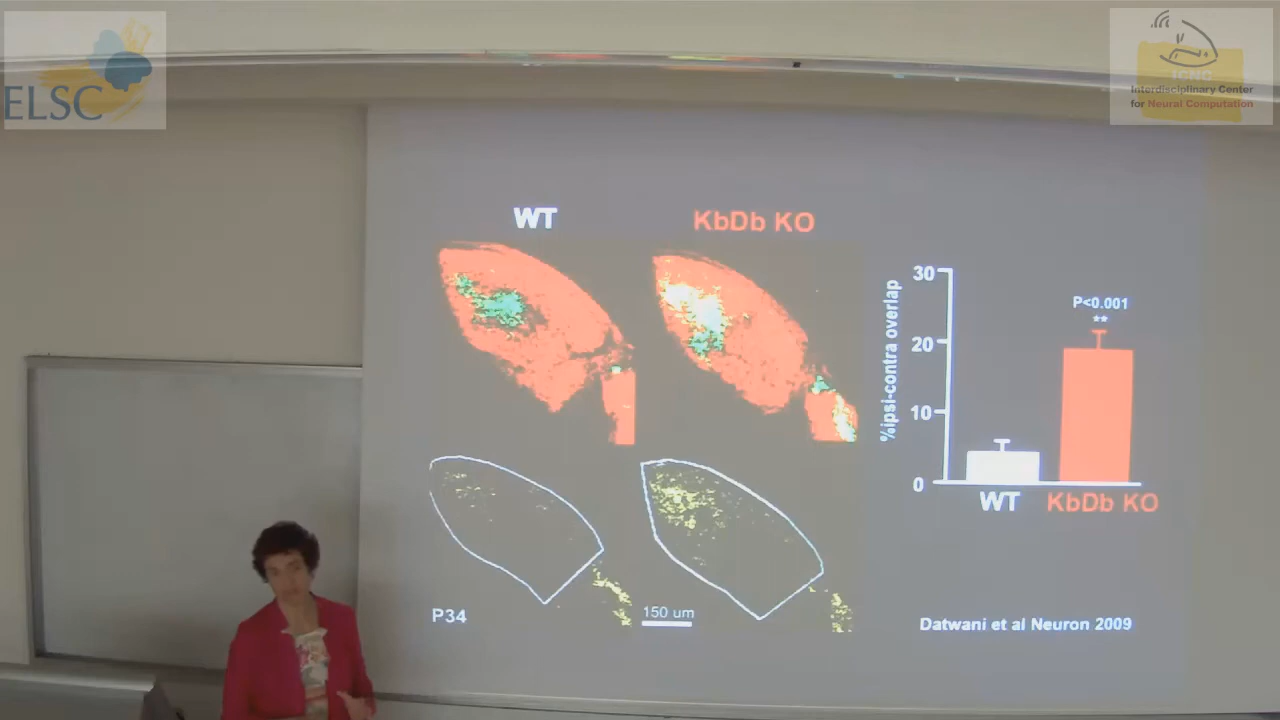 ELSC
ICNC
Interdisciplinary Center
for Neural Computation
WT
KbDb KO
30
20
10
0
%ipsi-contra overlap
P<0.001
**
WT
KbDb KO
P34
150 um
Datwani et al Neuron 2009